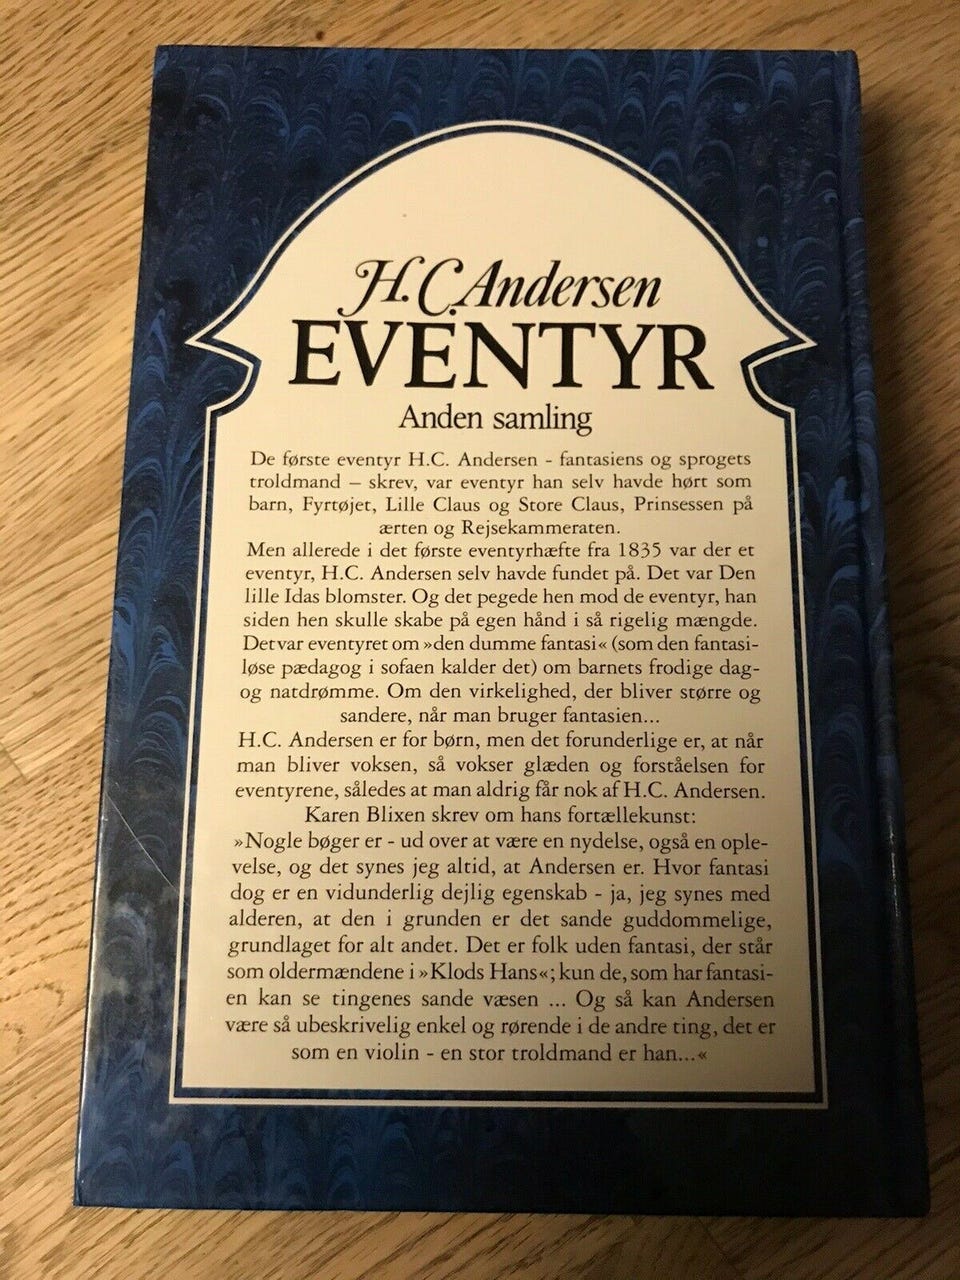 H.C. Andersen
EVENTYR
Anden samling
De første eventyr H.C. Andersen - fantasiens og sprogets
troldmand – skrev, var eventyr han selv havde hørt som
barn, Fyrtøjet, Lille Claus og Store Claus, Prinsessen på
ærten og Rejsekammeraten.
Men allerede i det første eventyrhæfte fra 1835 var der et
eventyr, H.C. Andersen selv havde fundet på. Det var Den
lille Idas blomster. Og det pegede hen mod de eventyr, han
siden hen skulle skabe på egen hånd i så rigelig mængde.
Detvar eventyret om »den dumme fantasi« (som den fantasi-
løse pædagog i sofaen kalder det) om barnets frodige dag-
og natdrømme. Om den virkelighed, der bliver større og
sandere, når man bruger fantasien...
H.C. Andersen er for børn, men det forunderlige er, at når
man bliver voksen, så vokser glæden og forståelsen for
eventyrene, således at man aldrig får nok af H.C. Andersen.
Karen Blixen skrev om hans fortællekunst:
»Nogle bøger er - ud over at være en nydelse, også en ople-
velse, og det synes jeg altid, at Andersen er. Hvor fantasi
dog er en vidunderlig dejlig egenskab - ja, jeg synes med
alderen, at den i grunden er det sande guddommelige,
grundlaget for alt andet. Det er folk uden fantasi, der står
som oldermændene i »Klods Hans«; kun de, som har fantasi-
en kan se tingenes sande væsen ... Og så kan Andersen
være så ubeskrivelig enkel og rørende i de andre ting, det er
som en violin - en stor troldmand er han...«